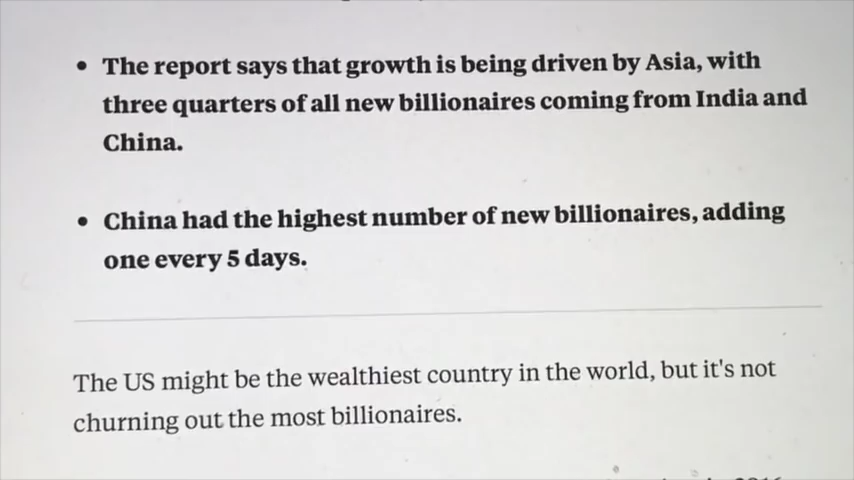 • The report says that growth is being driven by Asia, with
three quarters of all new billionaires coming from India and
China.
• China had the highest number of new billionaires, adding
one every 5 days.
The US might be the wealthiest country in the world, but it's not
churning out the most billionaires.